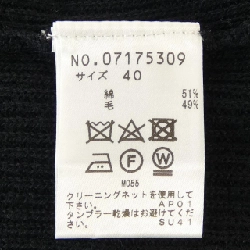 NO.07175309
サイズ 40
綿 51%
毛 49%
F W
M056
クリーニングネットを使用して
下さい。 AP01
タンブラー乾燥はお避けください
。 SU41